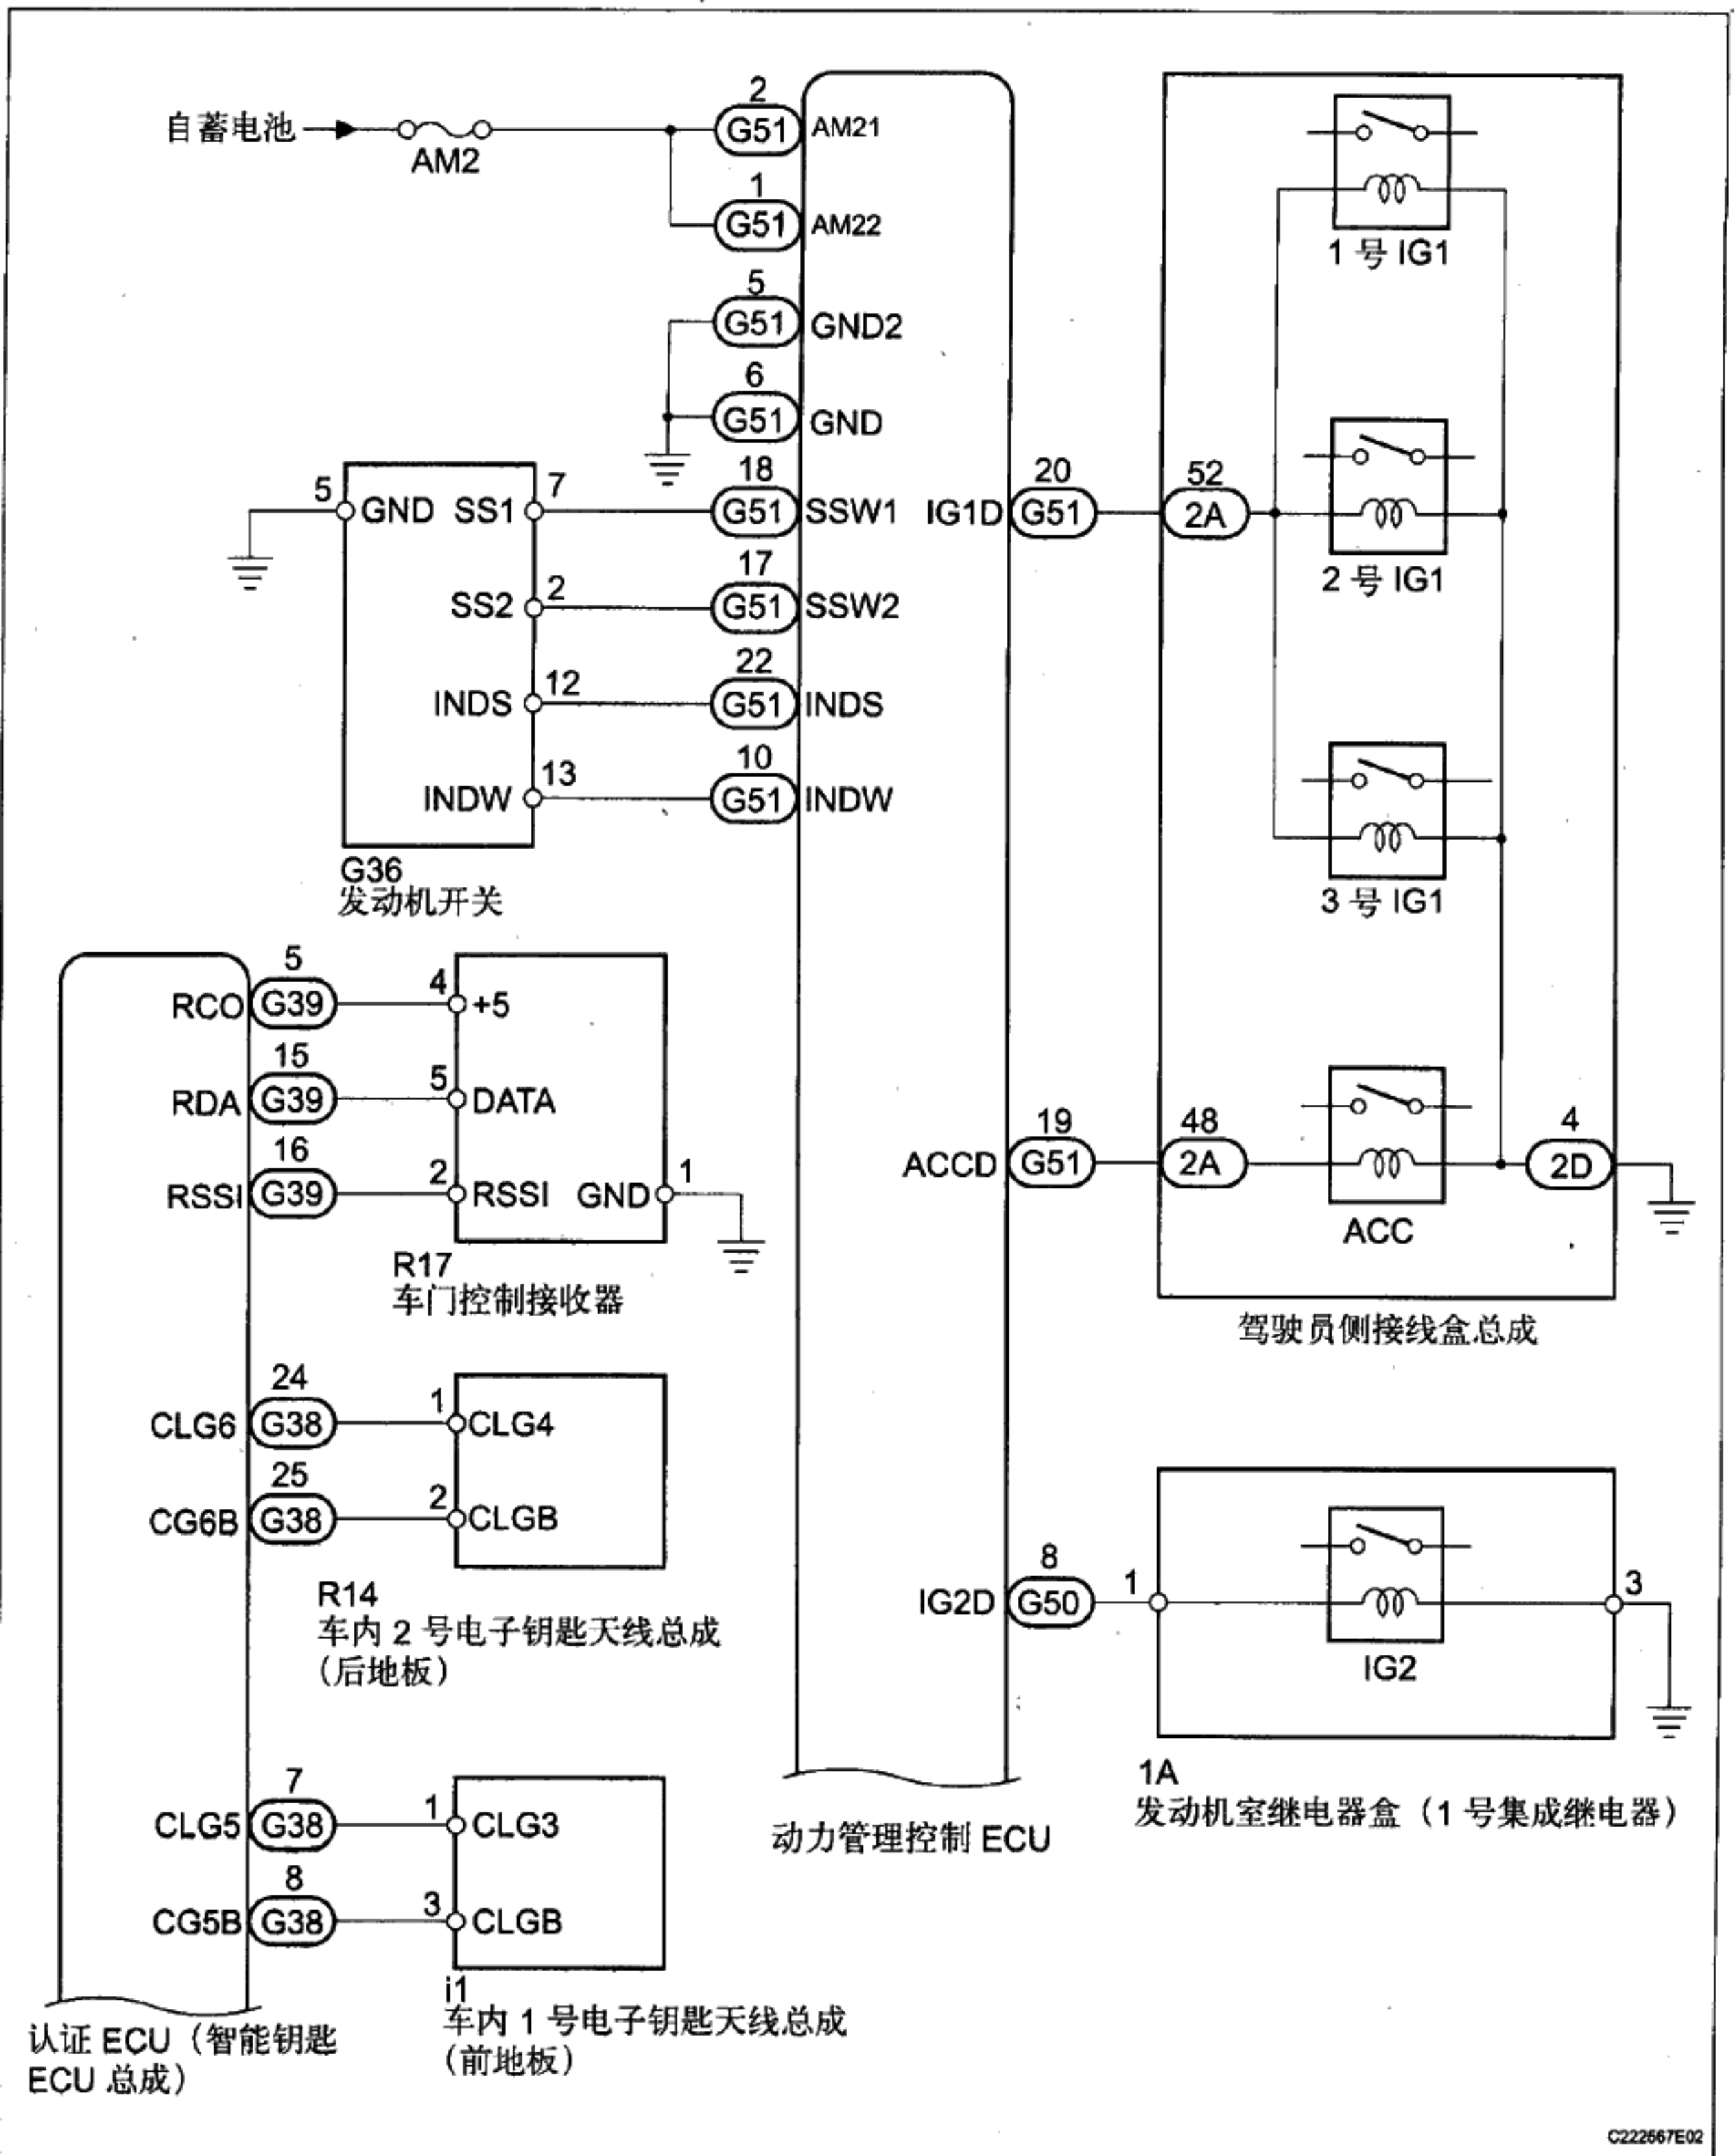 自蓄电池
AM2
2
G51
AM21
1
G51
AM22
5
G51
GND2
6
G51
GND
5
GND
SS1
7
18
G51
SSW1
SS2
2
17
G51
SSW2
INDS
12
22
G51
INDS
INDW
13
10
G51
INDW
G36
发动机开关
IG1D
20
G51
52
2A
1 号 IG1
2 号 IG1
3 号 IG1
ACCD
19
G51
48
2A
ACC
4
2D
驾驶员侧接线盒总成
RCO
5
G39
4
+5
RDA
15
G39
5
DATA
RSSI
16
G39
2
RSSI
GND
1
R17
车门控制接收器
CLG6
24
G38
1
CLG4
CG6B
25
G38
2
CLGB
R14
车内 2 号电子钥匙天线总成
（后地板）
IG2D
8
G50
1
IG2
3
1A
发动机室继电器盒（1 号集成继电器）
动力管理控制 ECU
CLG5
7
G38
1
CLG3
CG5B
8
G38
3
CLGB
i1
车内 1 号电子钥匙天线总成
（前地板）
认证 ECU（智能钥匙
ECU 总成）
C222567E02